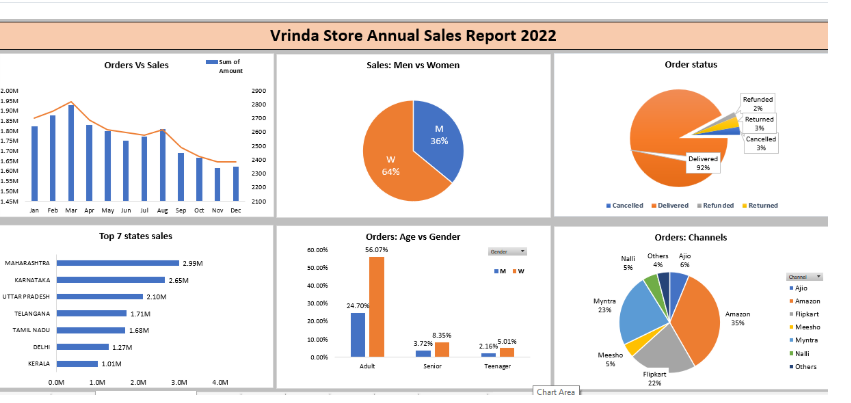 Vrinda Store Annual Sales Report 2022
Orders Vs Sales
Sum of
Amount
2.00M
1.95M
1.90M
1.85M
1.80M
1.75M
1.70M
1.65M
1.60M
1.55M
1.50M
1.45M
2900
2800
2700
2600
2500
2400
2300
2200
2100
Jan Feb Mar Apr May Jun Jul Aug Sep Oct Nov Dec
Sales: Men vs Women
M
36%
W
64%
Order status
Refunded
2%
Returned
3%
Cancelled
3%
Delivered
92%
Cancelled Delivered Refunded Returned
Top 7 states sales
MAHARASHTRA 2.99M
KARNATAKA 2.65M
UTTAR PRADESH 2.10M
TELANGANA 1.71M
TAMIL NADU 1.68M
DELHI 1.27M
KERALA 1.01M
0.0M 1.0M 2.0M 3.0M 4.0M
Orders: Age vs Gender
Gender
M W
60.00%
50.00%
40.00%
30.00%
20.00%
10.00%
0.00%
24.70% 56.07%
3.72% 8.35%
2.16% 5.01%
Adult Senior Teenager
Chart Area
Orders: Channels
Others
4%
Ajio
6%
Nalli
5%
Myntra
23%
Amazon
35%
Meesho
5%
Flipkart
22%
Channel
Ajio
Amazon
Flipkart
Meesho
Myntra
Nalli
Others